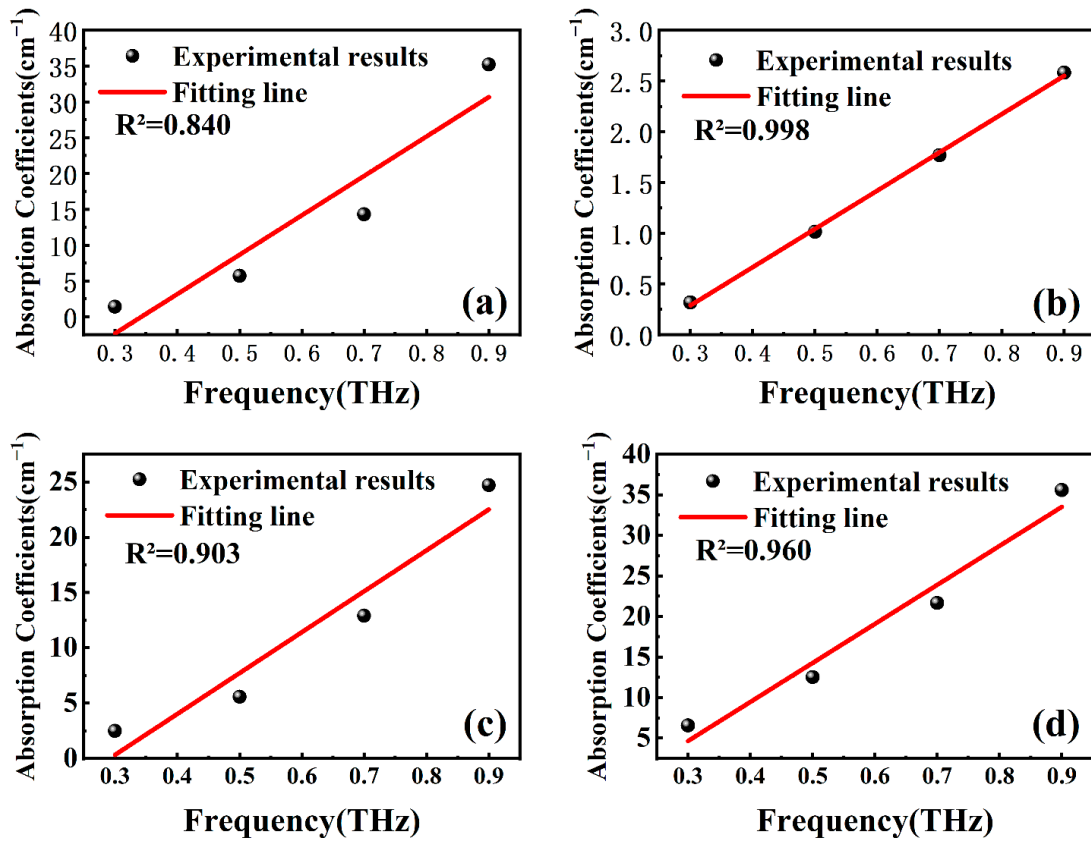 Absorption Coefficients(cm⁻¹)
40
35
30
25
20
15
10
5
0
Experimental results
Fitting line
R²=0.840
(a)
0.3 0.4 0.5 0.6 0.7 0.8 0.9
Frequency(THz)
Absorption Coefficients(cm⁻¹)
3.0
2.5
2.0
1.5
1.0
0.5
0.0
Experimental results
Fitting line
R²=0.998
(b)
0.3 0.4 0.5 0.6 0.7 0.8 0.9
Frequency(THz)
Absorption Coefficients(cm⁻¹)
25
20
15
10
5
0
Experimental results
Fitting line
R²=0.903
(c)
0.3 0.4 0.5 0.6 0.7 0.8 0.9
Frequency(THz)
Absorption Coefficients(cm⁻¹)
40
35
30
25
20
15
10
5
Experimental results
Fitting line
R²=0.960
(d)
0.3 0.4 0.5 0.6 0.7 0.8 0.9
Frequency(THz)